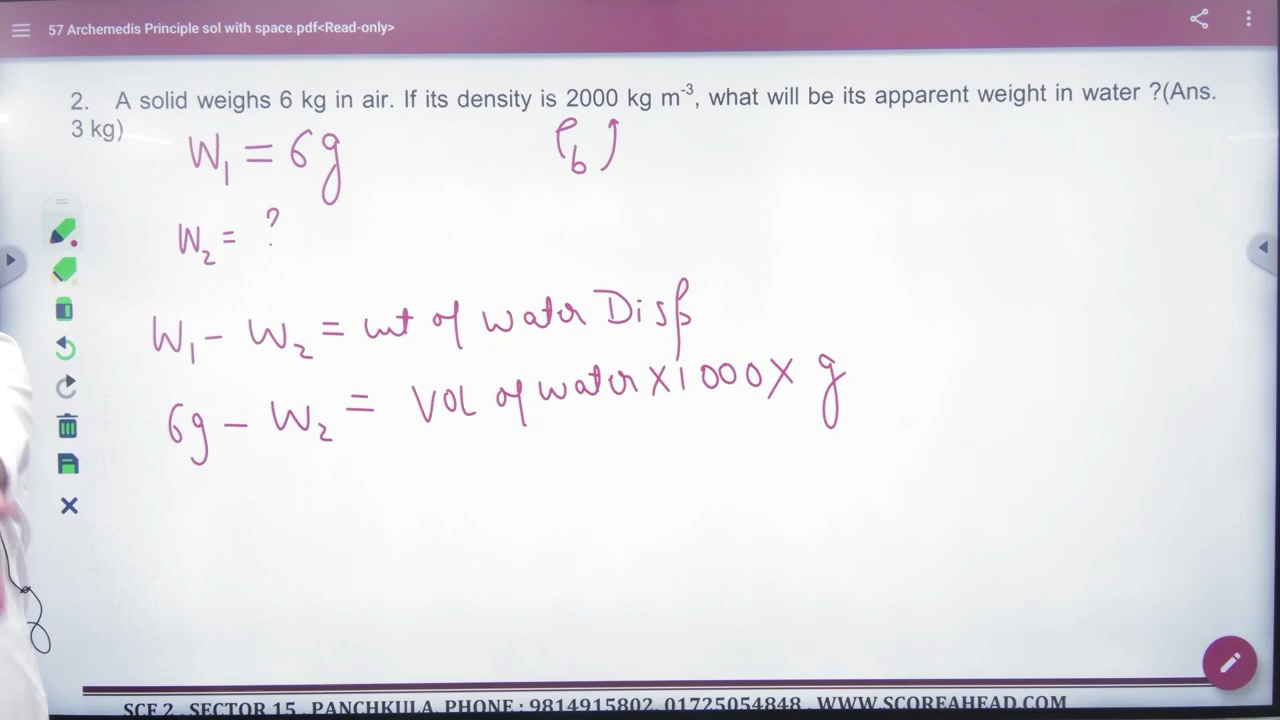 57 Archemedis Principle sol with space.pdf<Read-only>
2. A solid weighs 6 kg in air. If its density is 2000 kg m⁻³, what will be its apparent weight in water ?(Ans.
3 kg)
W₁ = 6g
W₂ = ?
W₁ - W₂ = wt of water Disp
6g - W₂ = VOL of water X 1000 X g
SCF 2, SECTOR 15, PANCHKULA, PHONE : 9814915802, 01725054848, WWW.SCOREAHEAD.COM